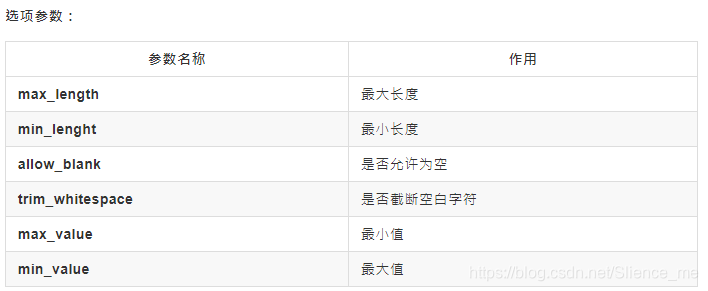 选项参数：
参数名称 作用
max_length 最大长度
min_lenght 最小长度
allow_blank 是否允许为空
trim_whitespace 是否截断空白字符
max_value 最小值
min_value 最大值
https://blog.csdn.net/Slience_me